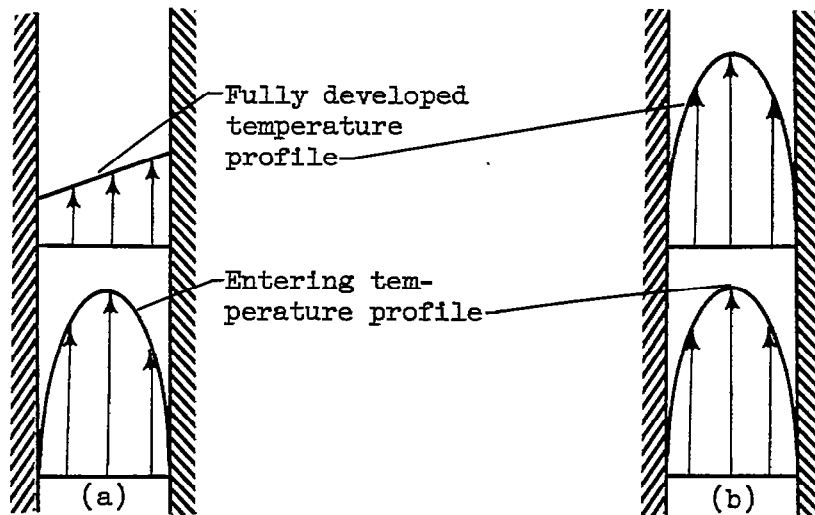 Fully developed
temperature
profile
Entering tem-
perature profile
(a)
(b)